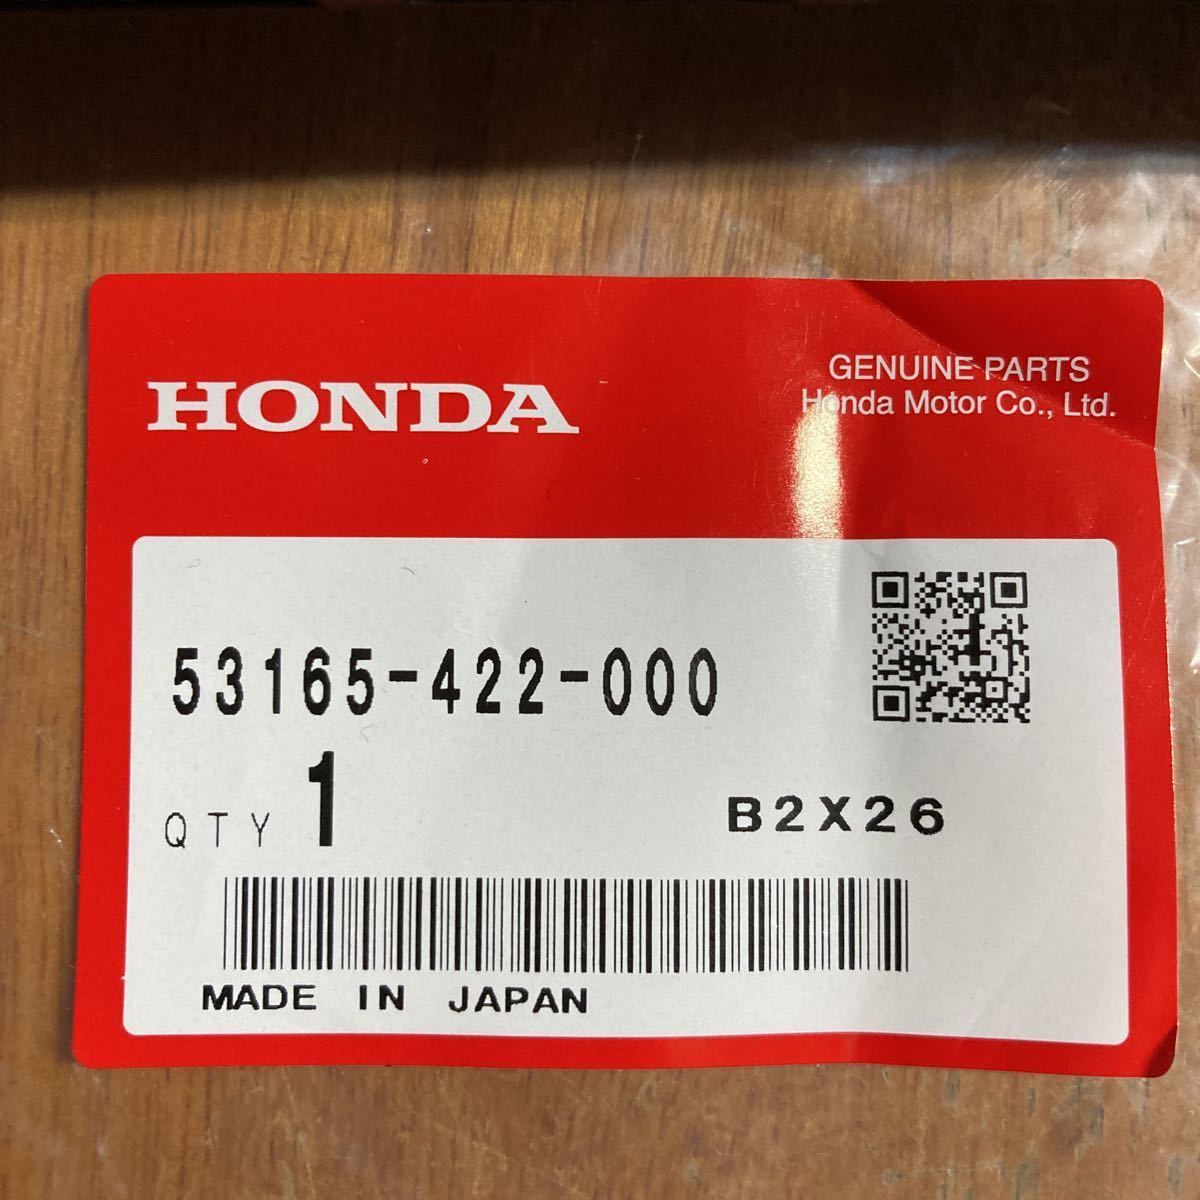 HONDA
GENUINE PARTS
Honda Motor Co., Ltd.
53165-422-000
QTY 1
B2X26
MADE IN JAPAN